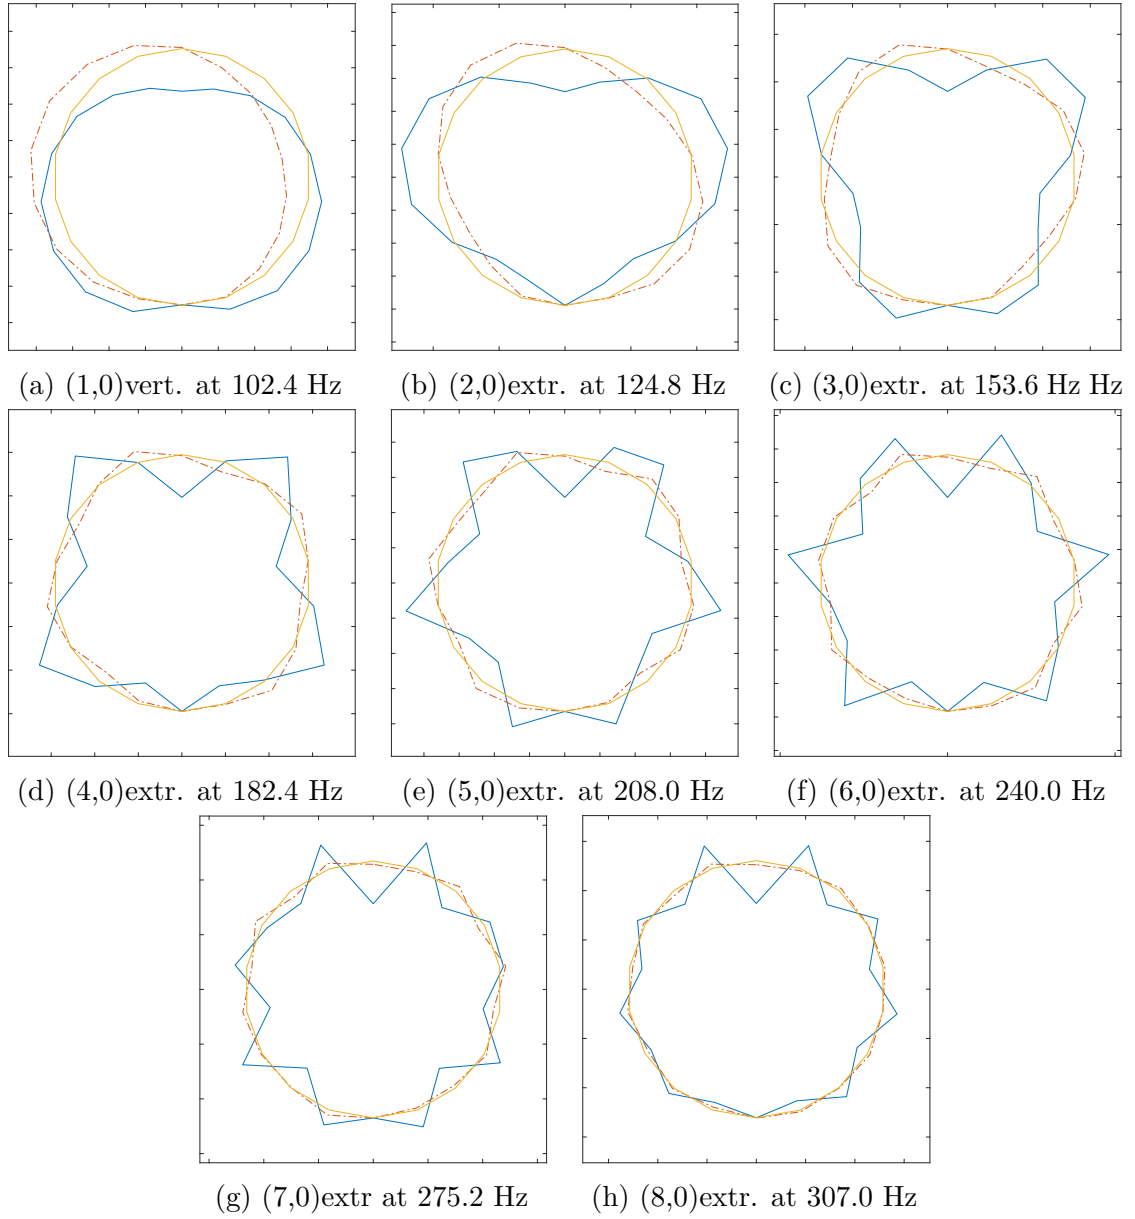 (a) (1,0)vert. at 102.4 Hz
(b) (2,0)extr. at 124.8 Hz
(c) (3,0)extr. at 153.6 Hz Hz
(d) (4,0)extr. at 182.4 Hz
(e) (5,0)extr. at 208.0 Hz
(f) (6,0)extr. at 240.0 Hz
(g) (7,0)extr at 275.2 Hz
(h) (8,0)extr. at 307.0 Hz